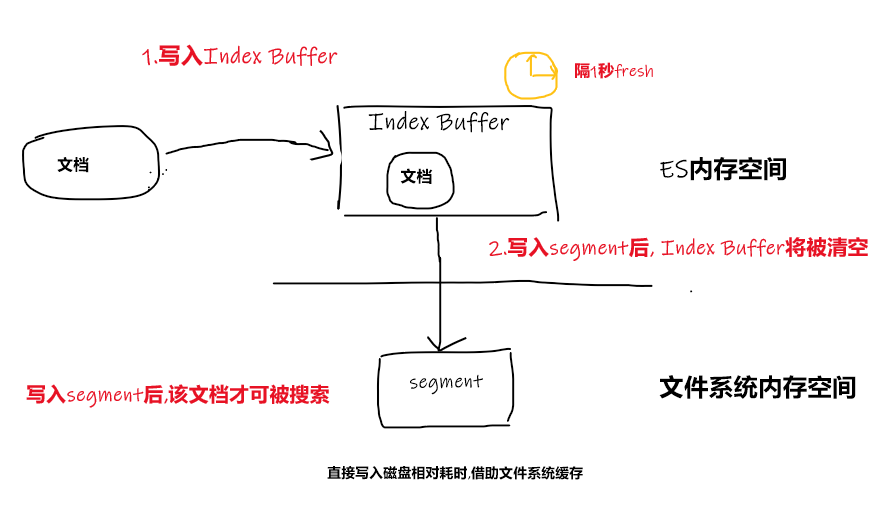 1.写入Index Buffer
隔1秒fresh
Index Buffer
文档
文档
ES内存空间
2.写入segment后, Index Buffer将被清空
segment
写入segment后,该文档才可被搜索
文件系统内存空间
直接写入磁盘相对耗时,借助文件系统缓存